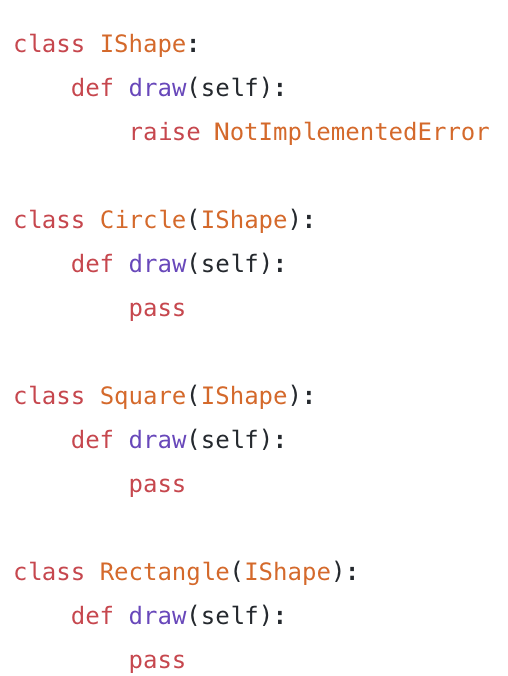 class IShape:
    def draw(self):
        raise NotImplementedError

class Circle(IShape):
    def draw(self):
        pass

class Square(IShape):
    def draw(self):
        pass

class Rectangle(IShape):
    def draw(self):
        pass